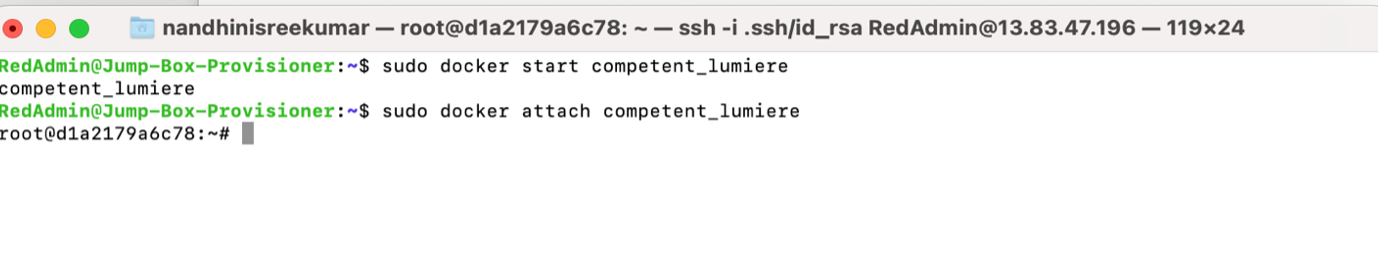 nandhinisreekumar — root@d1a2179a6c78: ~ — ssh -i .ssh/id_rsa RedAdmin@13.83.47.196 — 119×24
RedAdmin@Jump-Box-Provisioner:~$ sudo docker start competent_lumiere
competent_lumiere
RedAdmin@Jump-Box-Provisioner:~$ sudo docker attach competent_lumiere
root@d1a2179a6c78:~#